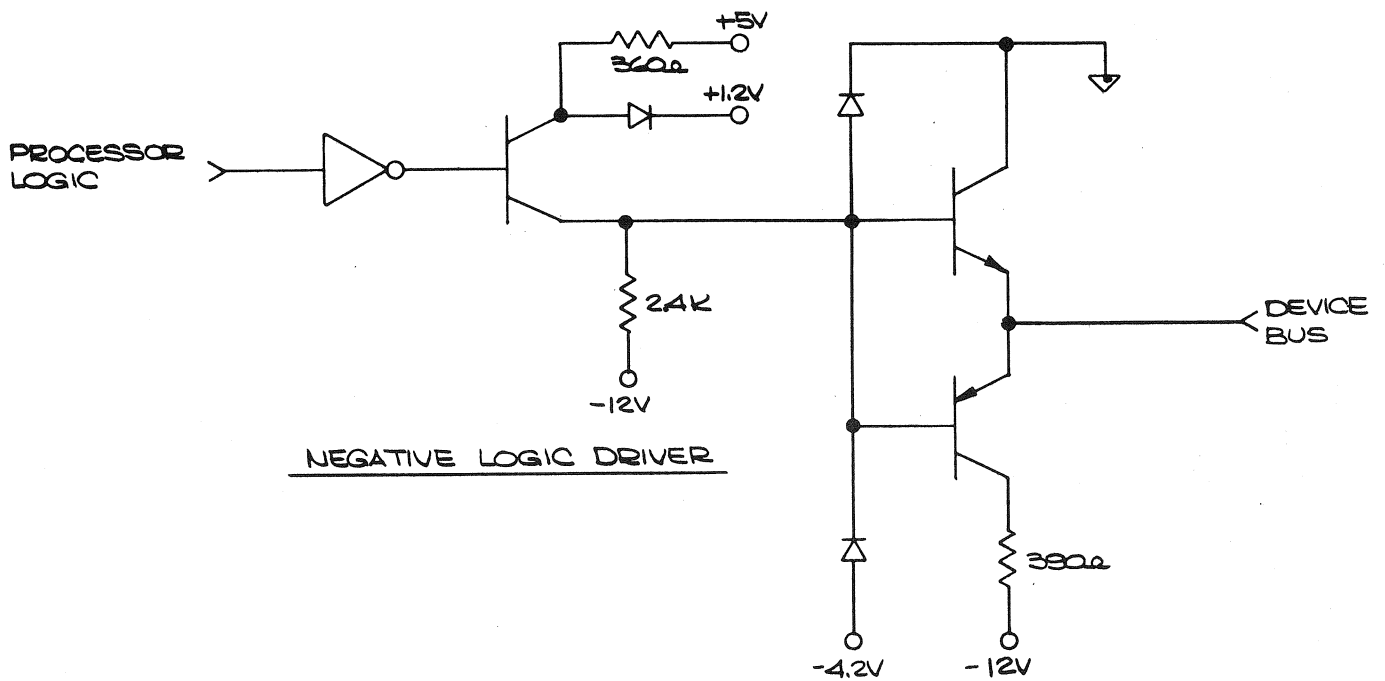 +5V
360Ω
+1.2V
PROCESSOR
LOGIC
2.4K
-12V
DEVICE
BUS
NEGATIVE LOGIC DRIVER
390Ω
-4.2V
-12V